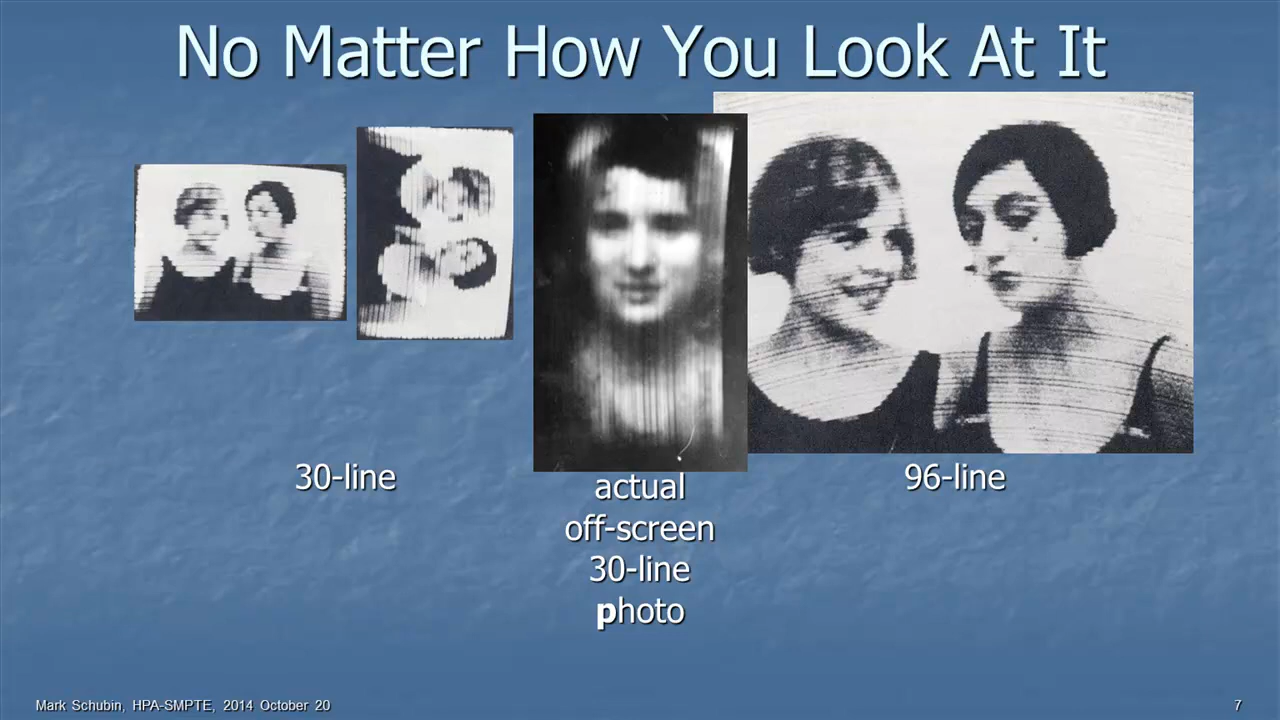 No Matter How You Look At It
30-line
actual
off-screen
30-line
photo
96-line
Mark Schubin, HPA-SMPTE, 2014 October 20
7